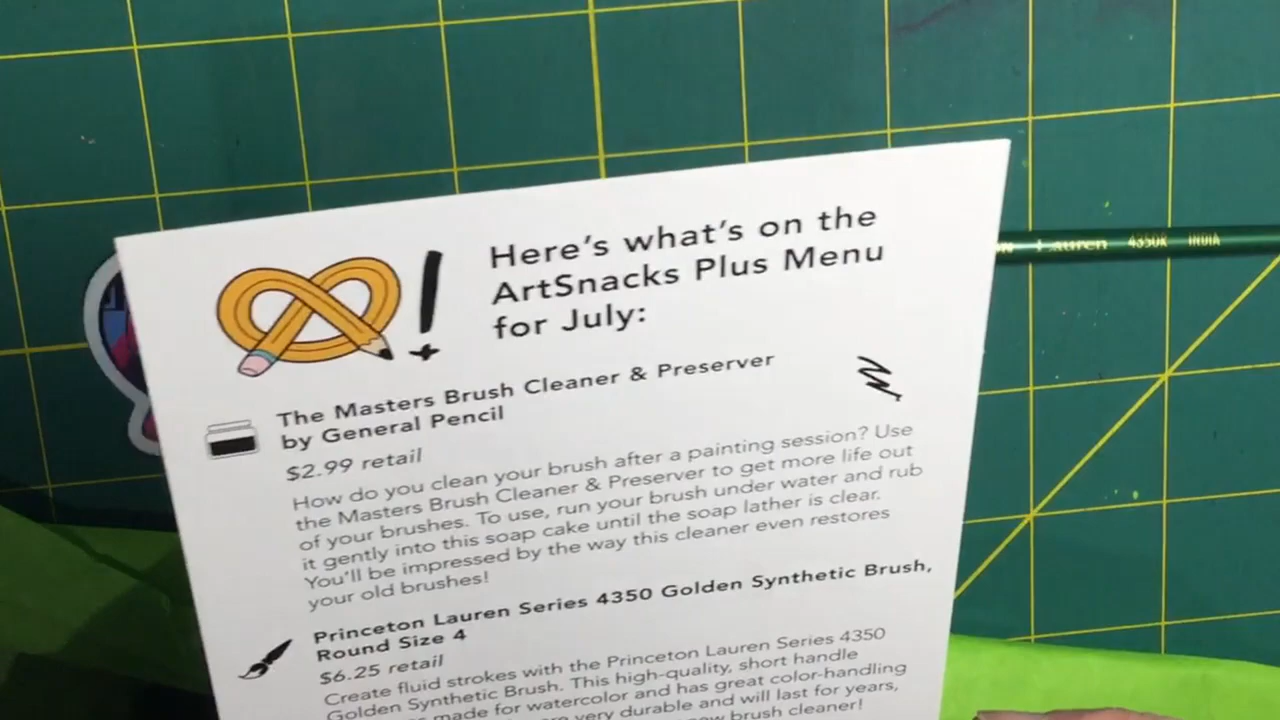 Here's what's on the
ArtSnacks Plus Menu
for July:
The Masters Brush Cleaner & Preserver
by General Pencil
$2.99 retail
How do you clean your brush after a painting session? Use
the Masters Brush Cleaner & Preserver to get more life out
of your brushes. To use, run your brush under water and rub
it gently into this soap cake until the soap lather is clear.
You'll be impressed by the way this cleaner even restores
your old brushes!
Princeton Lauren Series 4350 Golden Synthetic Brush,
Round Size 4
$6.25 retail
Create fluid strokes with the Princeton Lauren Series 4350
Golden Synthetic Brush. This high-quality, short handle
made for watercolor and has great color-handling
very durable and will last for years,
brush cleaner!
Lauren 4350R INDIA